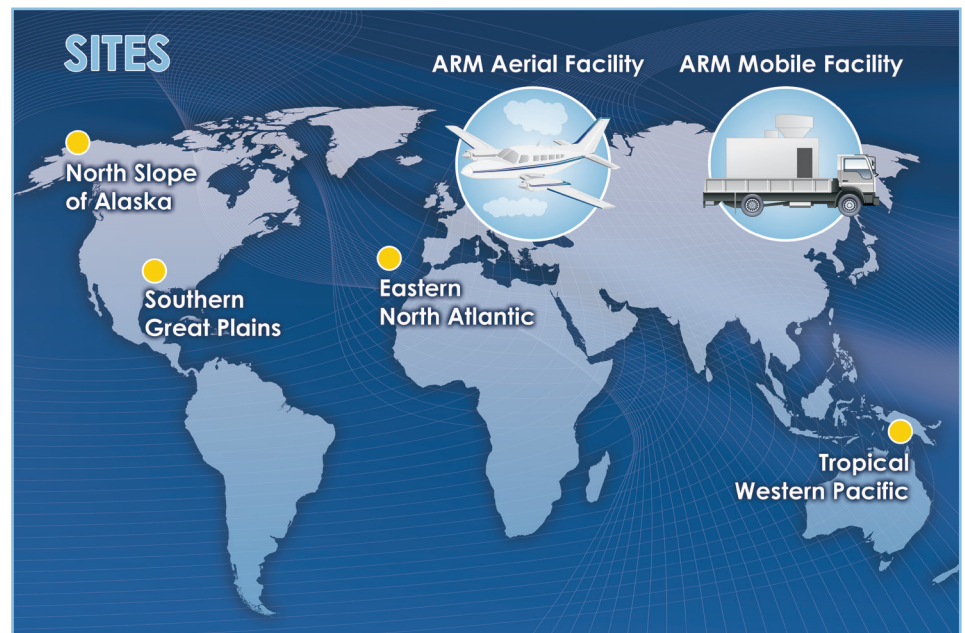 SITES
ARM Aerial Facility
ARM Mobile Facility
North Slope
of Alaska
Southern
Great Plains
Eastern
North Atlantic
Tropical
Western Pacific